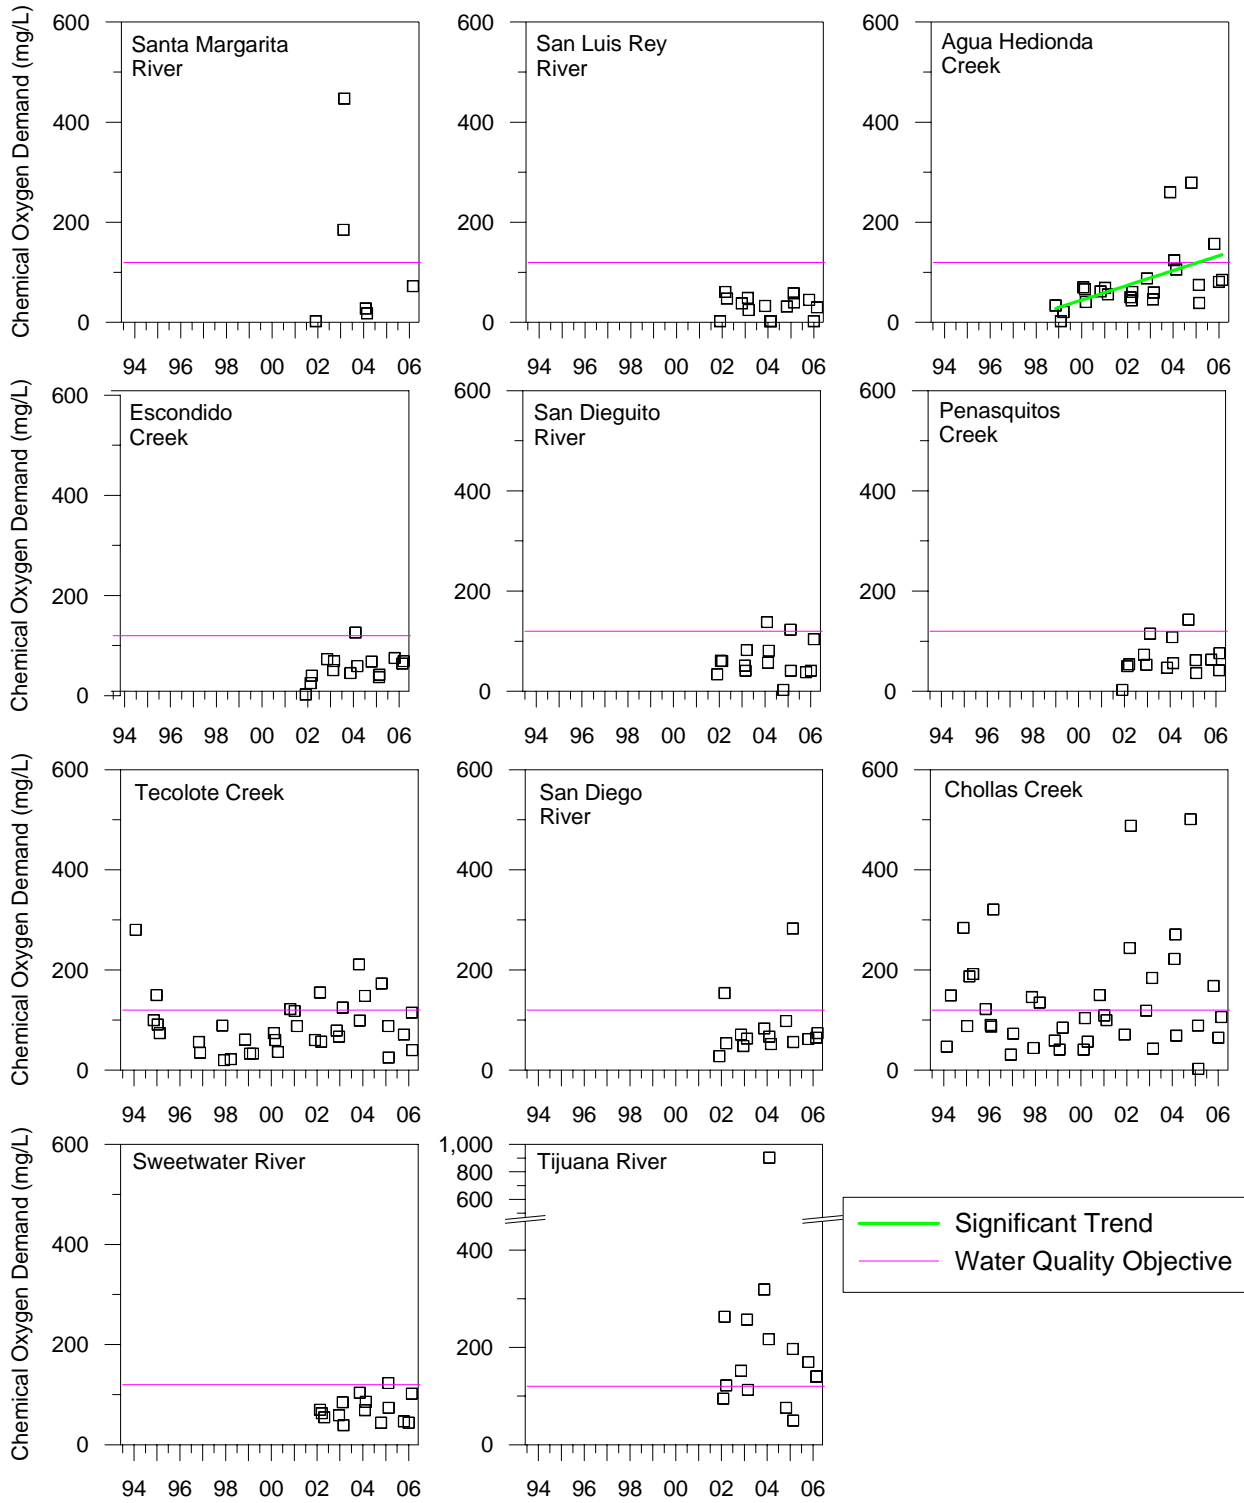 Chemical Oxygen Demand (mg/L)
600
400
200
0
Santa Margarita
River
94 96 98 00 02 04 06
600
400
200
0
San Luis Rey
River
94 96 98 00 02 04 06
600
400
200
0
Agua Hedionda
Creek
94 96 98 00 02 04 06
Chemical Oxygen Demand (mg/L)
600
400
200
0
Escondido
Creek
94 96 98 00 02 04 06
600
400
200
0
San Dieguito
River
94 96 98 00 02 04 06
600
400
200
0
Penasquitos
Creek
94 96 98 00 02 04 06
Chemical Oxygen Demand (mg/L)
600
400
200
0
Tecolote Creek
94 96 98 00 02 04 06
600
400
200
0
San Diego
River
94 96 98 00 02 04 06
600
400
200
0
Chollas Creek
94 96 98 00 02 04 06
Chemical Oxygen Demand (mg/L)
600
400
200
0
Sweetwater River
94 96 98 00 02 04 06
1,000
800
600
400
200
0
Tijuana River
94 96 98 00 02 04 06
Significant Trend
Water Quality Objective